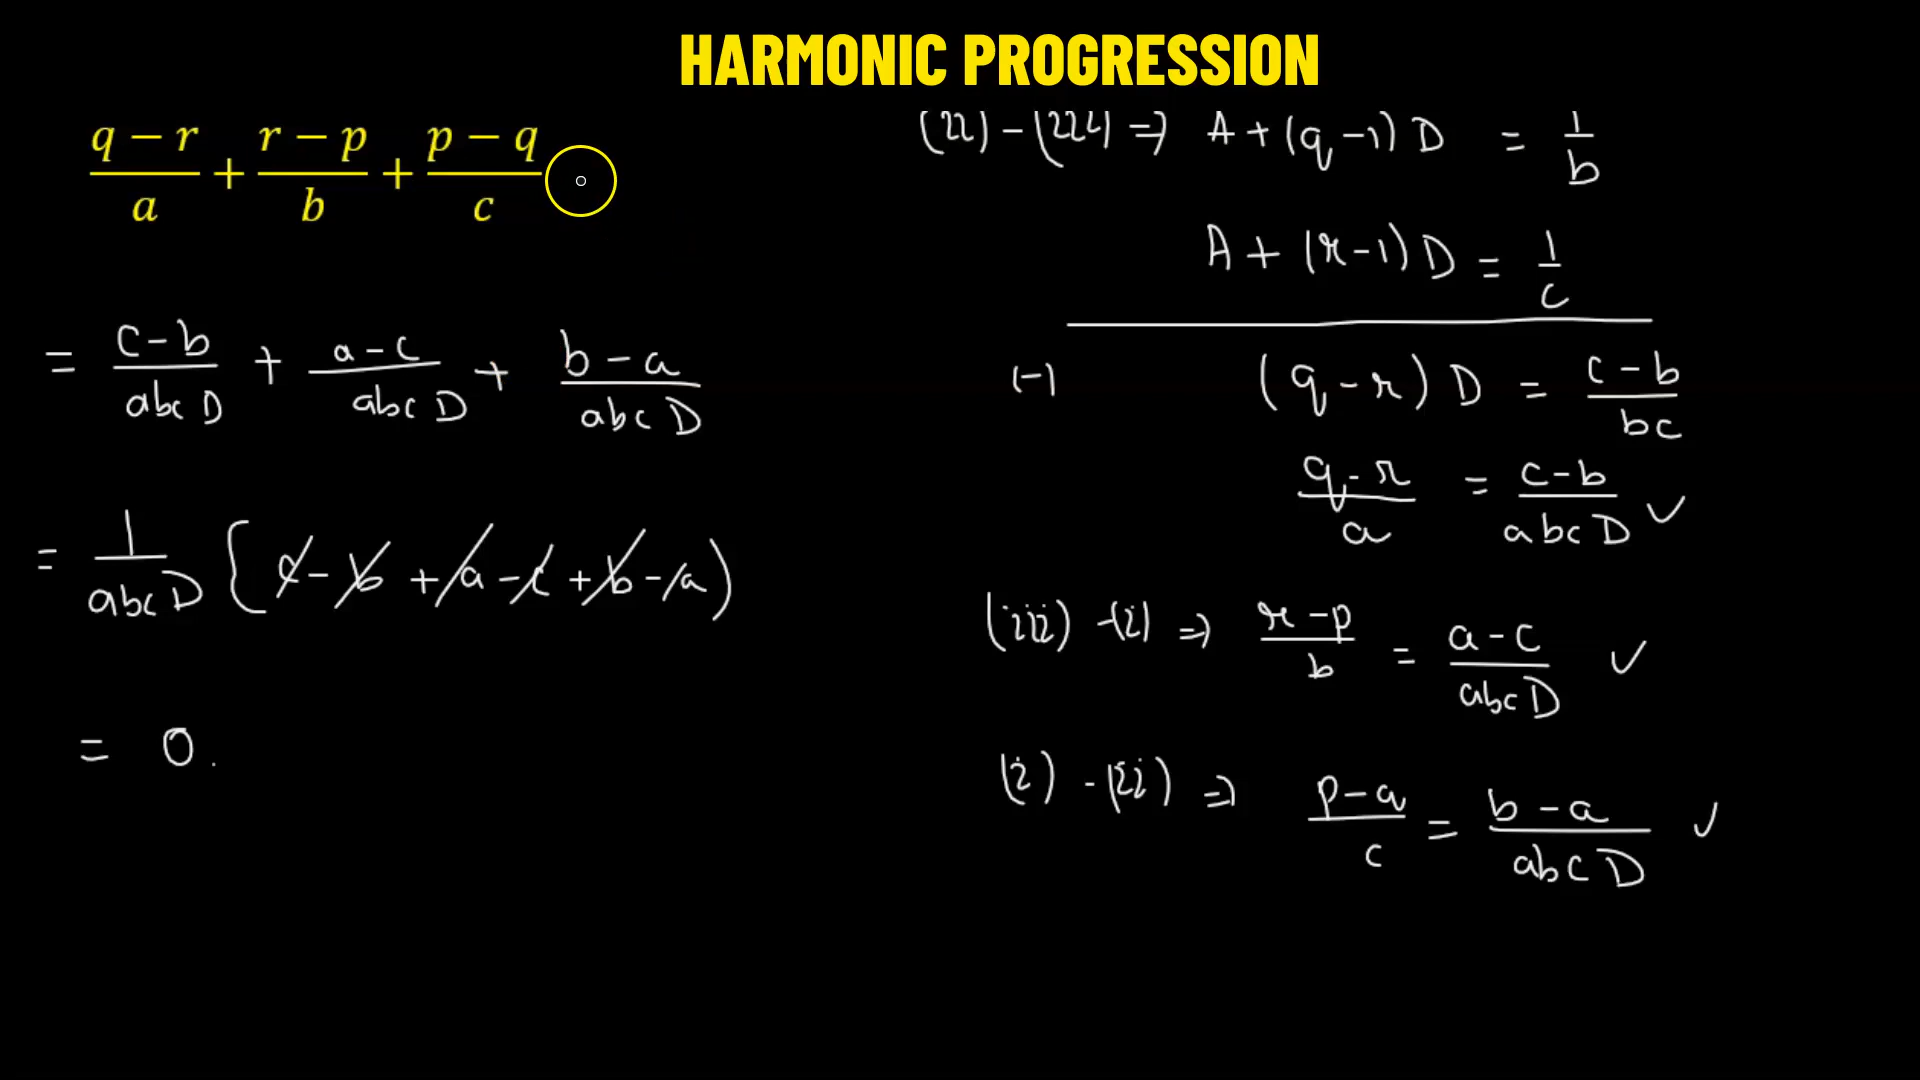 HARMONIC PROGRESSION
(q − r)/a + (r − p)/b + (p − q)/c
= (c − b)/(abc D) + (a − c)/(abc D) + (b − a)/(abc D)
= 1/(abc D) { c − b + a − c + b − a )
= 0.
(ii) − (iii) ⇒ A + (q − 1) D = 1/b
A + (r − 1) D = 1/c
(−) (q − r) D = (c − b)/(bc)
(q − r)/a = (c − b)/(abc D) ✓
(iii) − (i) ⇒ (r − p)/b = (a − c)/(abc D) ✓
(i) − (ii) ⇒ (p − q)/c = (b − a)/(abc D) ✓